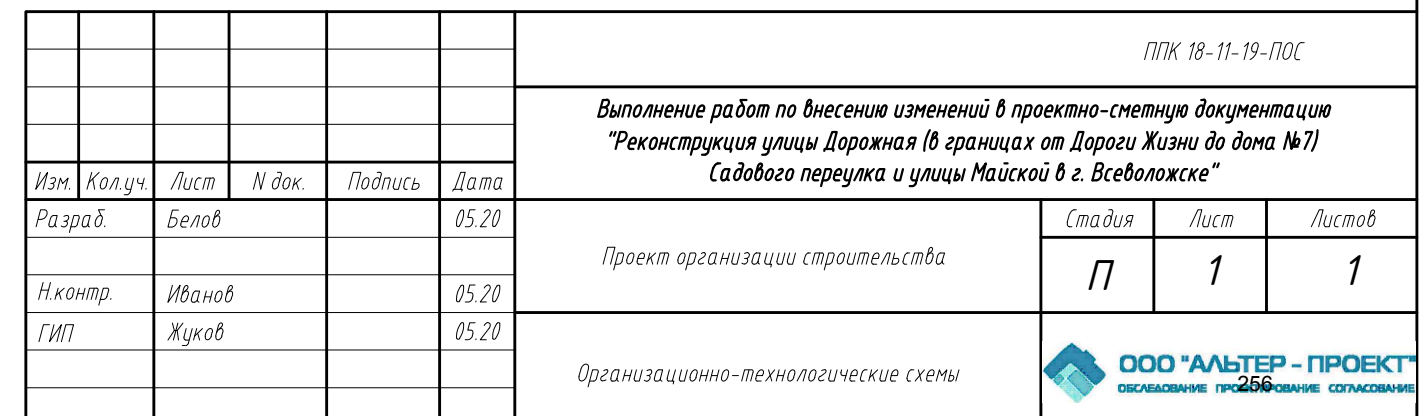 ППК 18-11-19-ПОС
Выполнение работ по внесению изменений в проектно-сметную документацию
"Реконструкция улицы Дорожная (в границах от Дороги Жизни до дома №7)
Садового переулка и улицы Майской в г. Всеволожске"
Изм. Кол.уч. Лист N док. Подпись Дата
Разраб. Белов 05.20
Н.контр. Иванов 05.20
ГИП Жуков 05.20
Проект организации строительства
Стадия Лист Листов
П 1 1
Организационно-технологические схемы
ООО "АЛЬТЕР - ПРОЕКТ"
ОБСЛЕДОВАНИЕ ПРОЕКТИРОВАНИЕ СОГЛАСОВАНИЕ
256